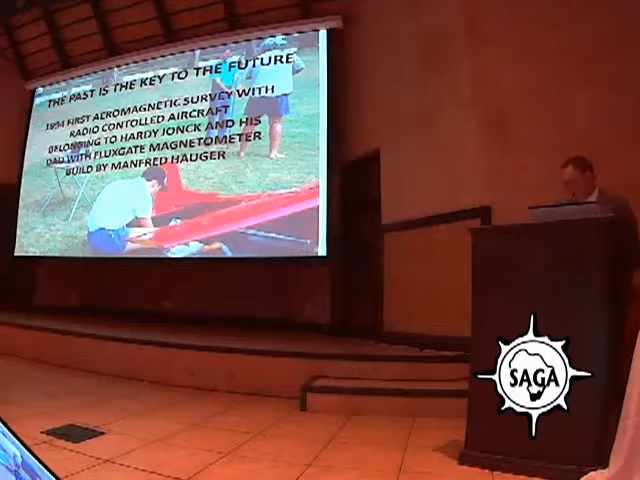 THE PAST IS THE KEY TO THE FUTURE
1994 FIRST AEROMAGNETIC SURVEY WITH
RADIO CONTOLLED AIRCRAFT
BELONGING TO HARDY JONCK AND HIS
DAD WITH FLUXGATE MAGNETOMETER
BUILD BY MANFRED HAUGER
SAGA